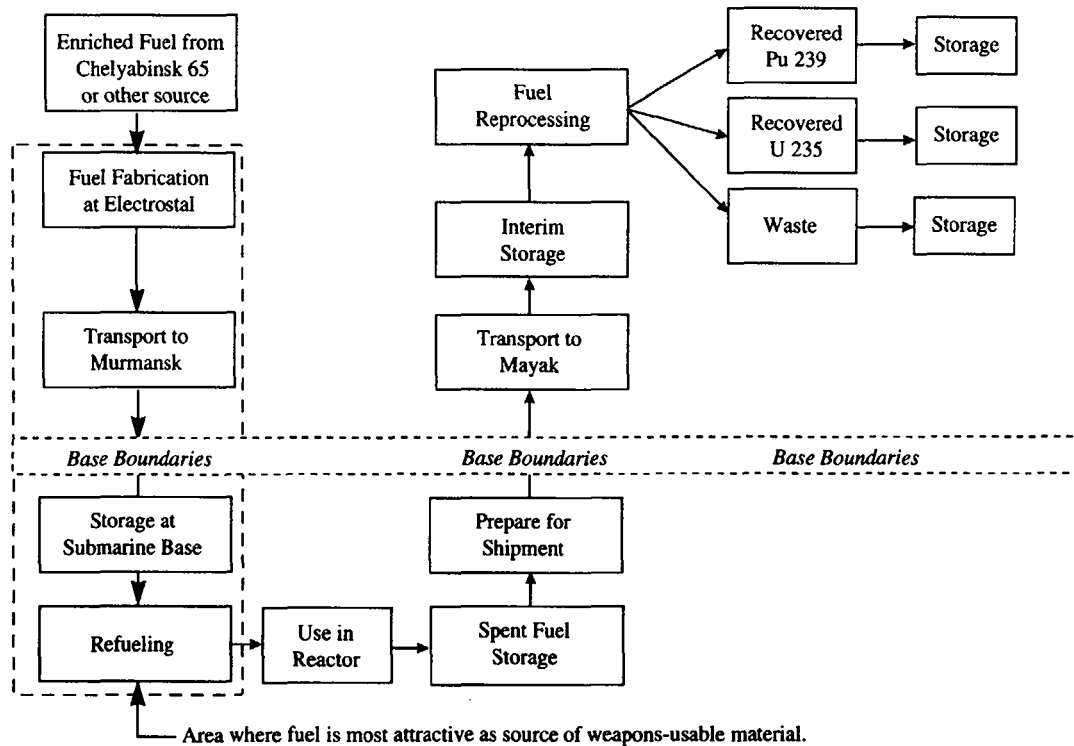 Enriched Fuel from
Chelyabinsk 65
or other source
Fuel Fabrication
at Electrostal
Transport to
Murmansk
Base Boundaries
Storage at
Submarine Base
Refueling
Use in
Reactor
Spent Fuel
Storage
Prepare for
Shipment
Base Boundaries
Transport to
Mayak
Interim
Storage
Fuel
Reprocessing
Recovered
Pu 239
Storage
Recovered
U 235
Storage
Waste
Storage
Base Boundaries
Area where fuel is most attractive as source of weapons-usable material.